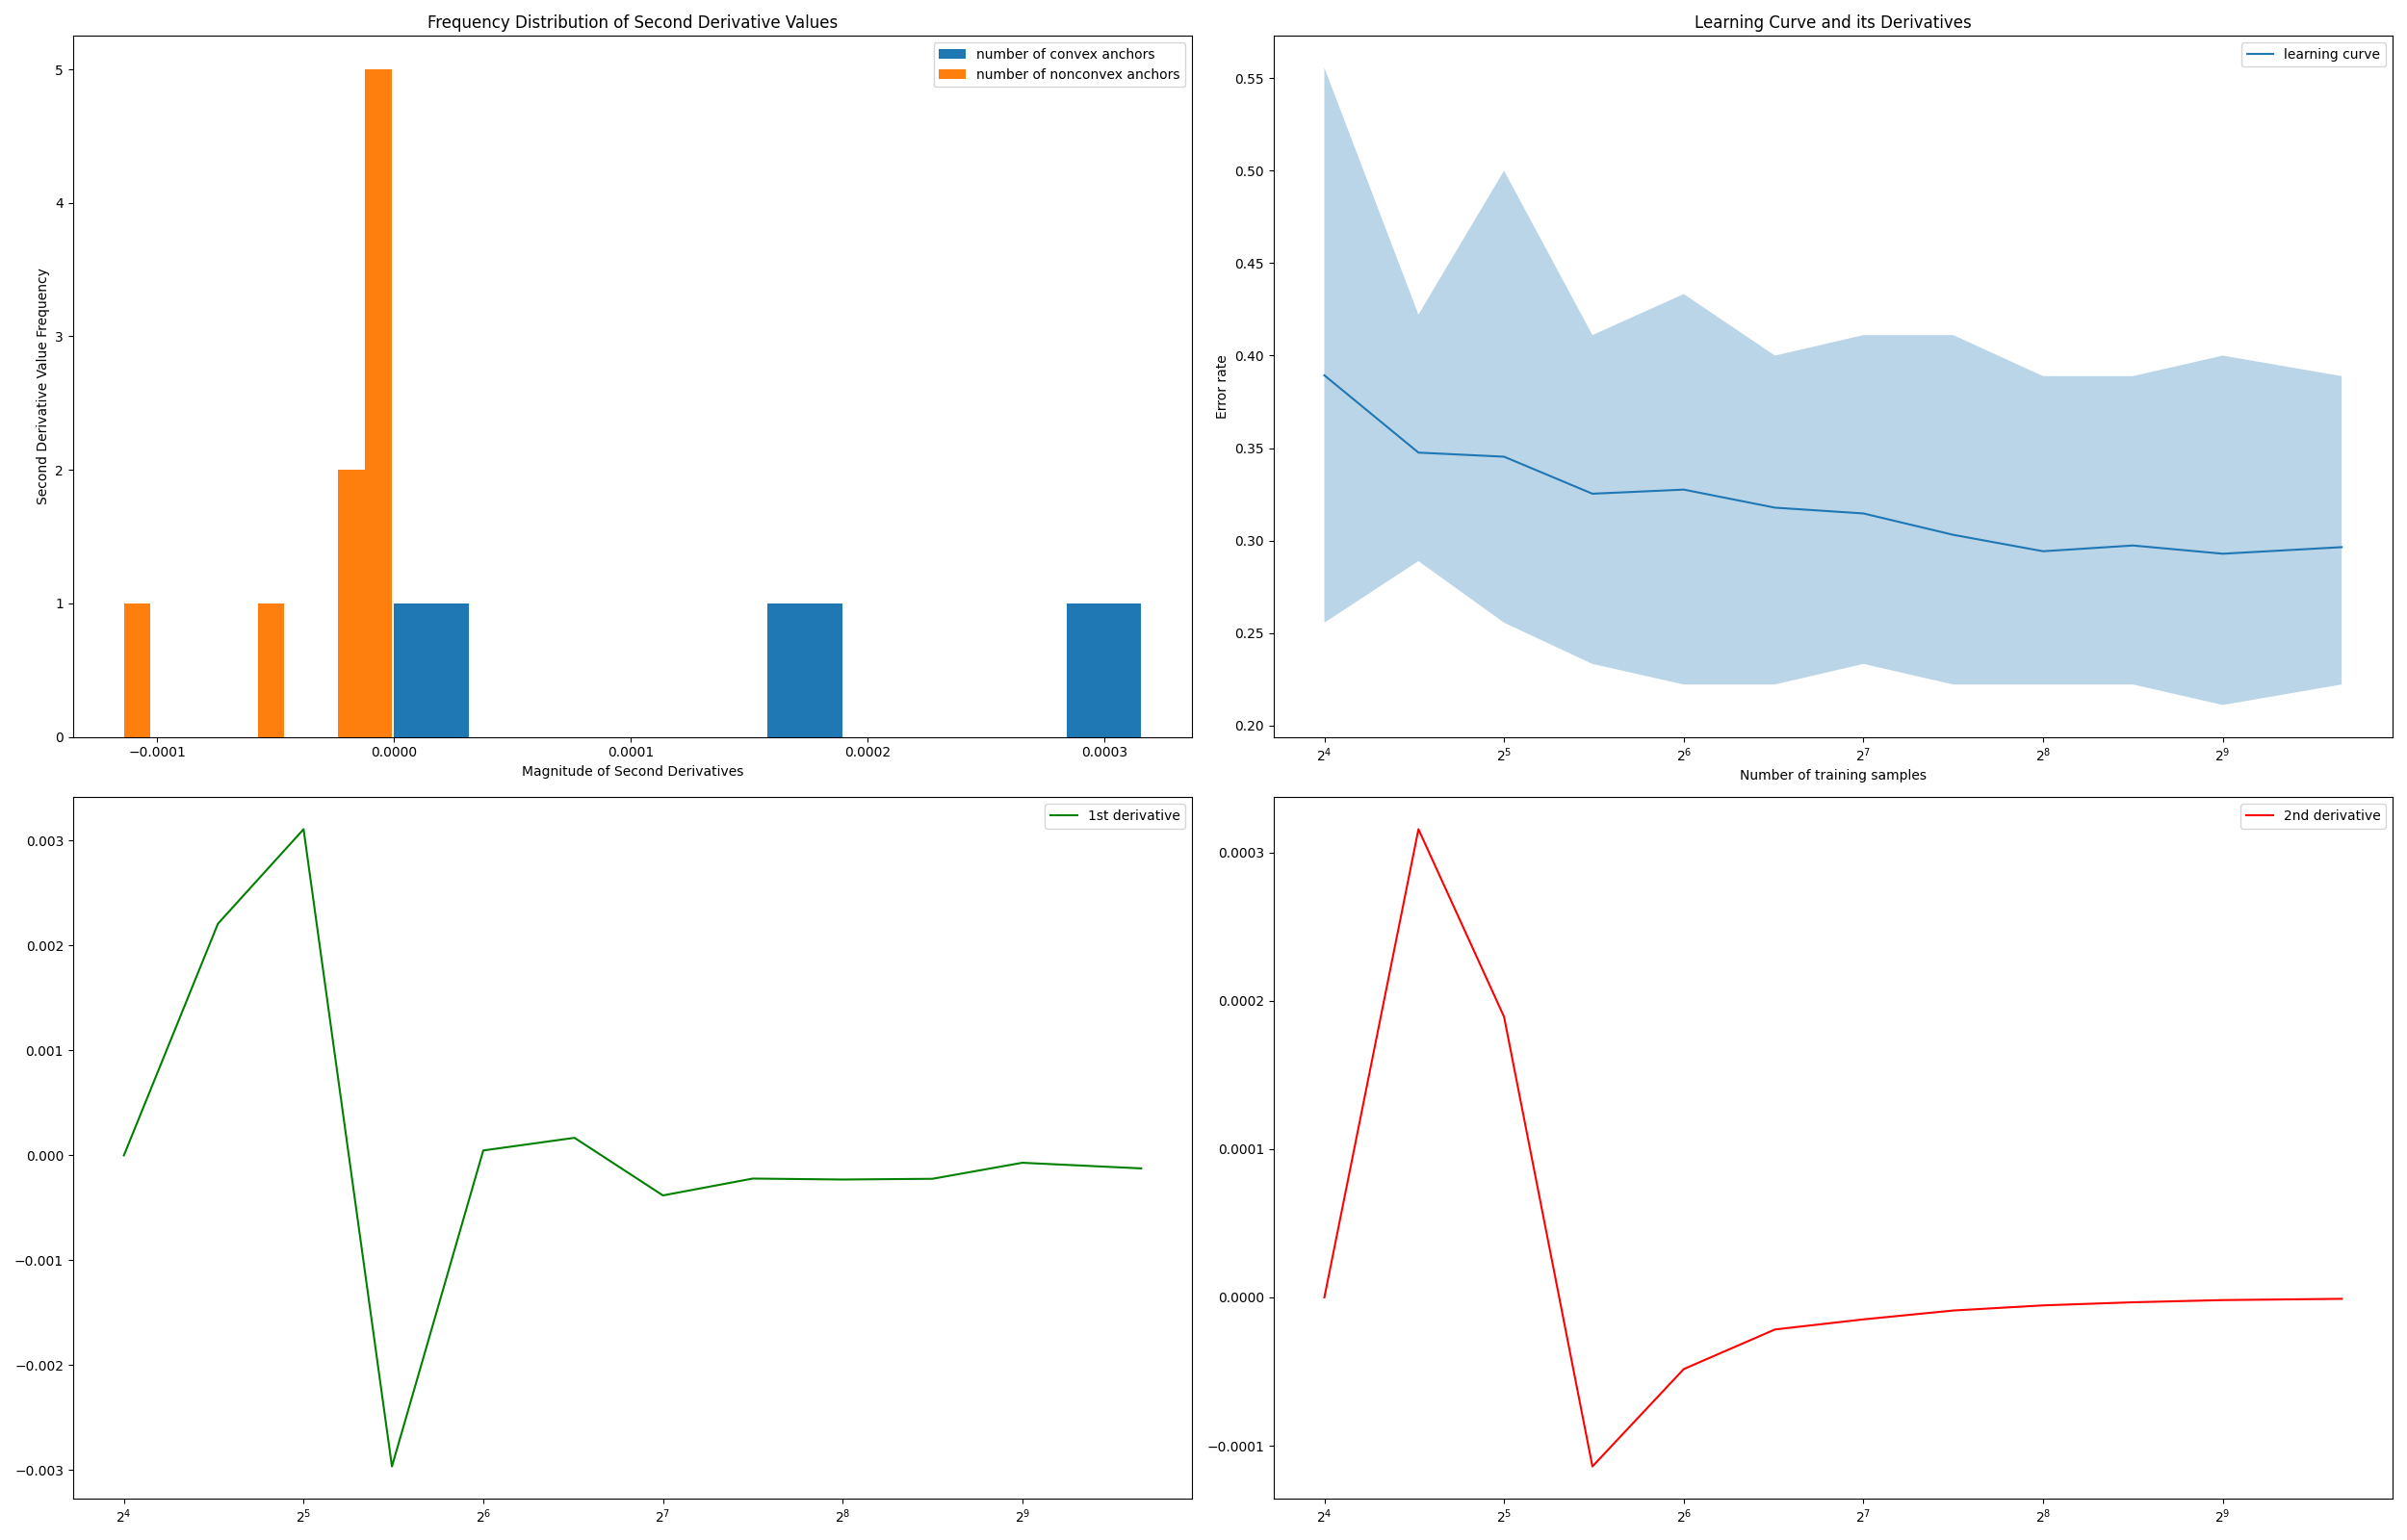 Frequency Distribution of Second Derivative Values
number of convex anchors
number of nonconvex anchors
5
4
3
2
1
0
Second Derivative Value Frequency
−0.0001 0.0000 0.0001 0.0002 0.0003
Magnitude of Second Derivatives
Learning Curve and its Derivatives
learning curve
0.55
0.50
0.45
0.40
0.35
0.30
0.25
0.20
Error rate
2⁴ 2⁵ 2⁶ 2⁷ 2⁸ 2⁹
Number of training samples
1st derivative
0.003
0.002
0.001
0.000
−0.001
−0.002
−0.003
2⁴ 2⁵ 2⁶ 2⁷ 2⁸ 2⁹
2nd derivative
0.0003
0.0002
0.0001
0.0000
−0.0001
2⁴ 2⁵ 2⁶ 2⁷ 2⁸ 2⁹